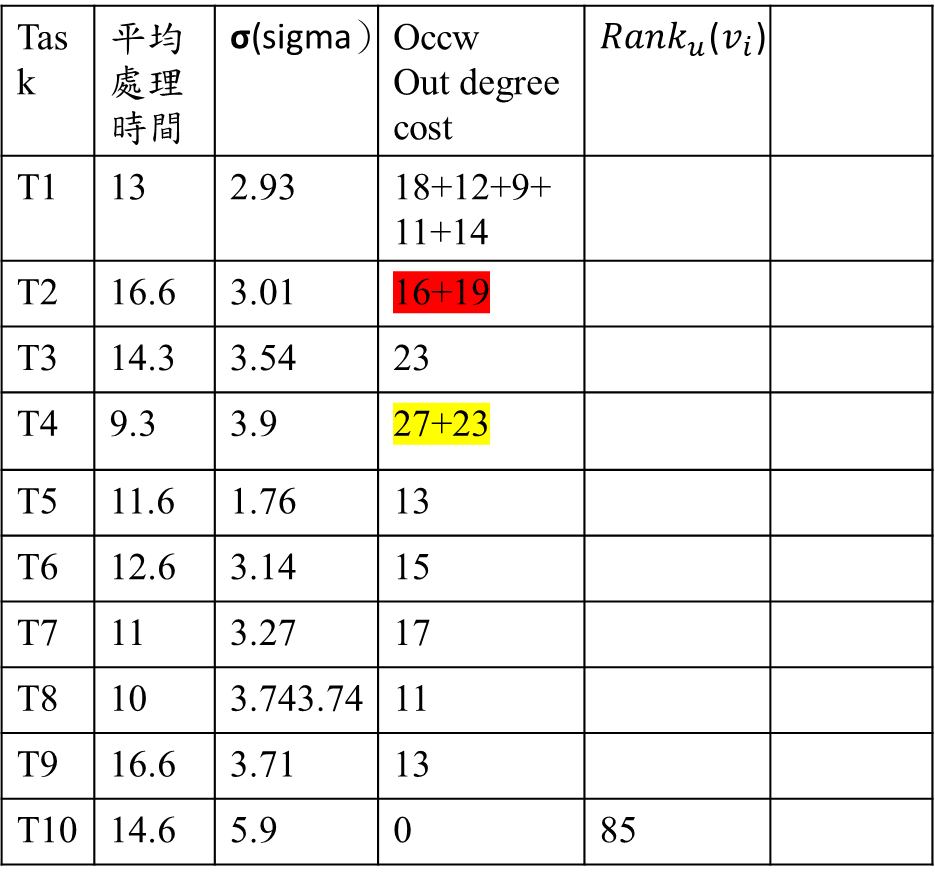 Tas 平均 σ(sigma） Occw Rankᵤ(vᵢ)
k 處理 Out degree
時間 cost
T1 13 2.93 18+12+9+
11+14
T2 16.6 3.01 16+19
T3 14.3 3.54 23
T4 9.3 3.9 27+23
T5 11.6 1.76 13
T6 12.6 3.14 15
T7 11 3.27 17
T8 10 3.743.74 11
T9 16.6 3.71 13
T10 14.6 5.9 0 85